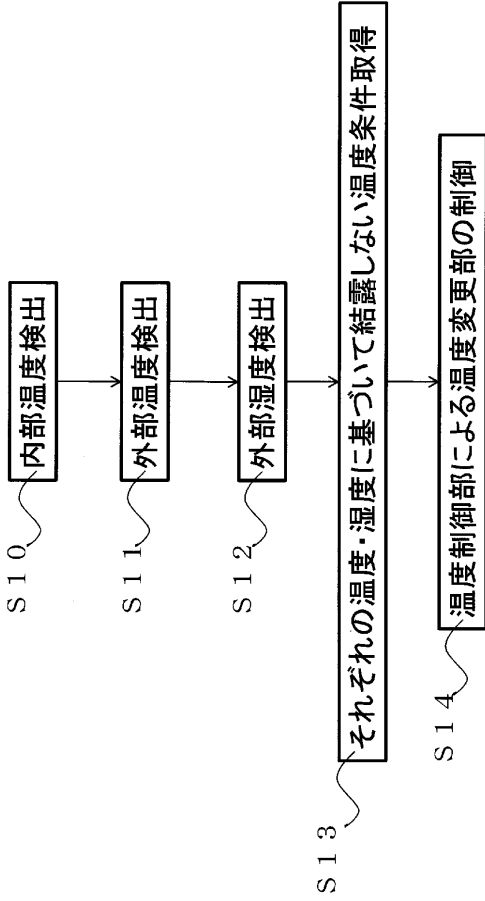 S10
内部温度検出
S11
外部温度検出
S12
外部湿度検出
S13
それぞれの温度・湿度に基づいて結露しない温度条件取得
S14
温度制御部による温度変更部の制御